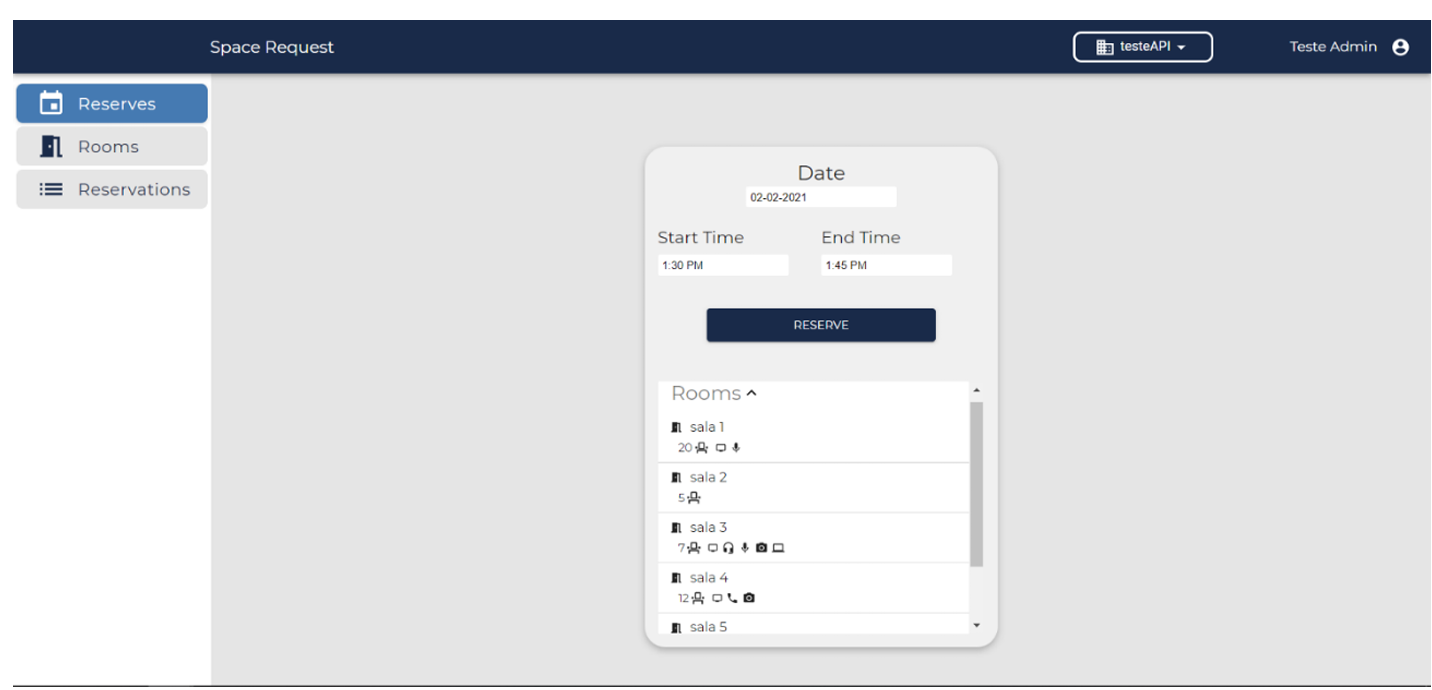 Space Request
testeAPI
Teste Admin
Reserves
Rooms
Reservations
Date
02-02-2021
Start Time
End Time
1:30 PM
1:45 PM
RESERVE
Rooms
sala 1
20
sala 2
5
sala 3
7
sala 4
12
sala 5